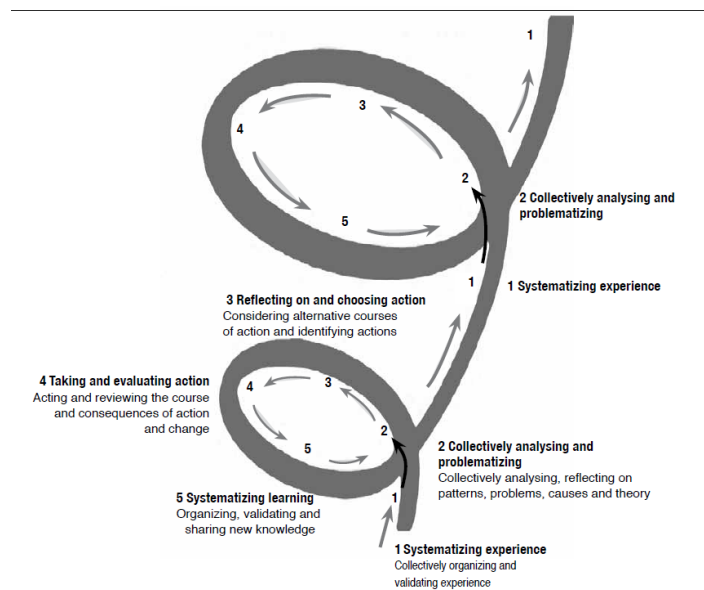 1
3
4
2
5
2 Collectively analysing and
problematizing
1
1 Systematizing experience
3 Reflecting on and choosing action
Considering alternative courses
of action and identifying actions
4 Taking and evaluating action
Acting and reviewing the course
and consequences of action
and change
4
3
2
5
2 Collectively analysing and
problematizing
Collectively analysing, reflecting on
patterns, problems, causes and theory
5 Systematizing learning
Organizing, validating and
sharing new knowledge
1
1 Systematizing experience
Collectively organizing and
validating experience